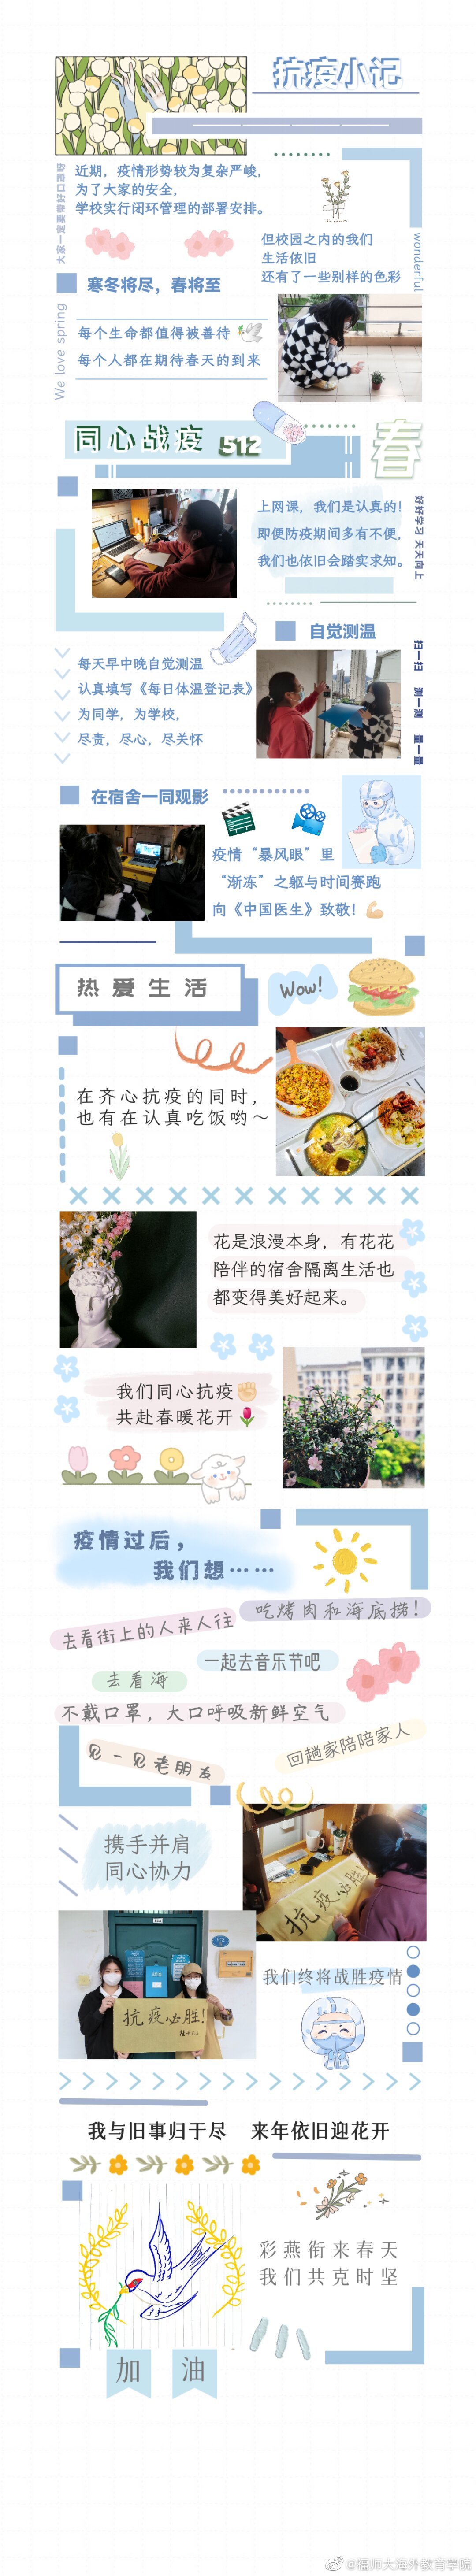 抗疫小记
大家一定要带好口罩呀
近期，疫情形势较为复杂严峻，
为了大家的安全，
学校实行闭环管理的部署安排。
但校园之内的我们
生活依旧
还有了一些别样的色彩
wonderful
寒冬将尽，春将至
We love spring
每个生命都值得被善待
每个人都在期待春天的到来
同心战疫 512
春
上网课，我们是认真的！
即便防疫期间多有不便，
我们也依旧会踏实求知。
好好学习 天天向上
自觉测温
扫一扫 测一测 量一量
每天早中晚自觉测温
认真填写《每日体温登记表》
为同学，为学校，
尽责，尽心，尽关怀
在宿舍一同观影
疫情“暴风眼”里
“渐冻”之躯与时间赛跑
向《中国医生》致敬！
热爱生活
Wow!
在齐心抗疫的同时，
也有在认真吃饭哟～
花是浪漫本身，有花花
陪伴的宿舍隔离生活也
都变得美好起来。
我们同心抗疫
共赴春暖花开
疫情过后，
我们想……
吃烤肉和海底捞！
去看街上的人来人往
一起去音乐节吧
去看海
不戴口罩，大口呼吸新鲜空气
见一见老朋友
回趟家陪陪家人
携手并肩
同心协力
抗疫必胜
512
抗疫必胜！
我们终将战胜疫情
我与旧事归于尽 来年依旧迎花开
彩燕衔来春天
我们共克时坚
加油
@福师大海外教育学院